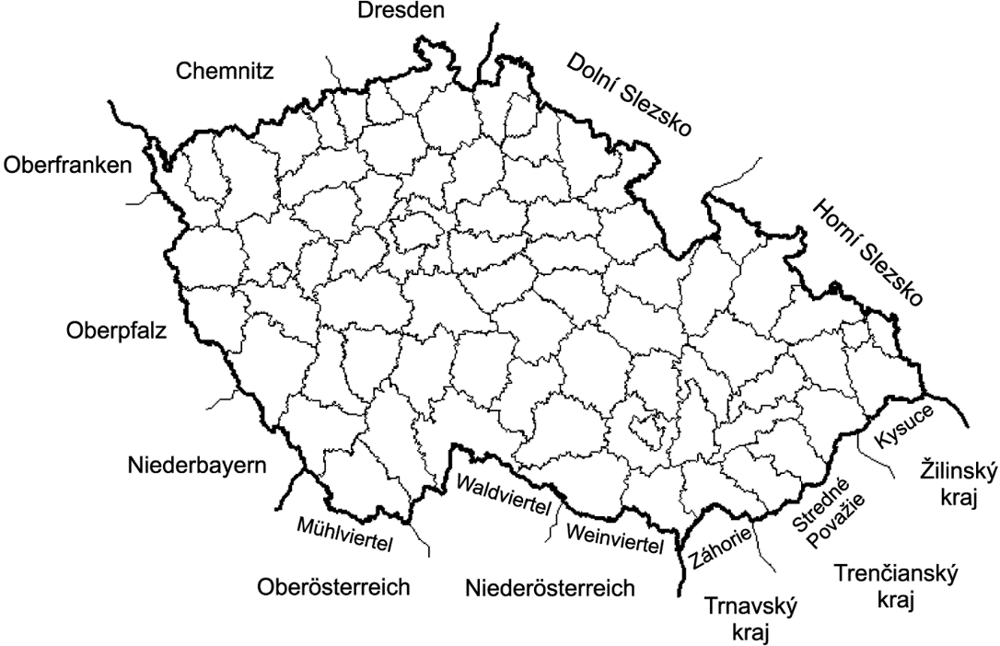 Dresden
Chemnitz
Dolní Slezsko
Oberfranken
Horní Slezsko
Oberpfalz
Kysuce
Niederbayern
Žilinský
kraj
Waldviertel
Stredné
Považie
Mühlviertel
Weinviertel
Záhorie
Oberösterreich
Niederösterreich
Trenčianský
kraj
Trnavský
kraj